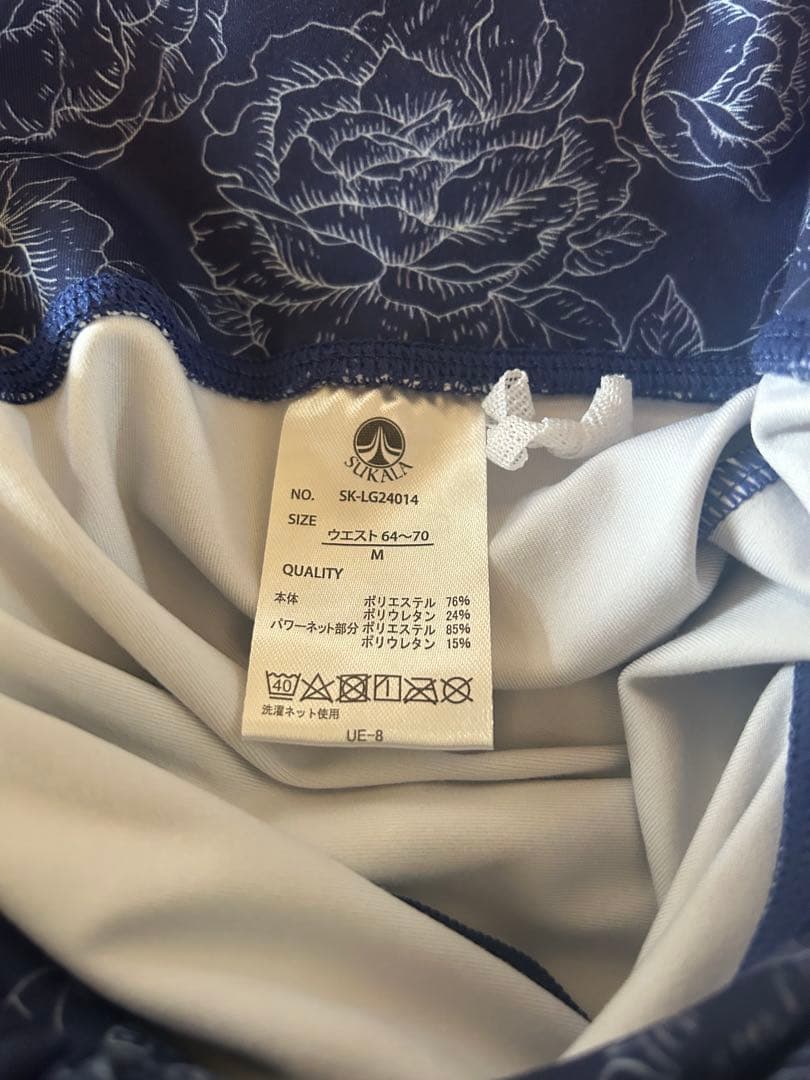 SUKALA
NO. SK-LG24014
SIZE
ウエスト 64〜70
M
QUALITY
本体 ポリエステル 76%
ポリウレタン 24%
パワーネット部分 ポリエステル 85%
ポリウレタン 15%
40
洗濯ネット使用
UE-8